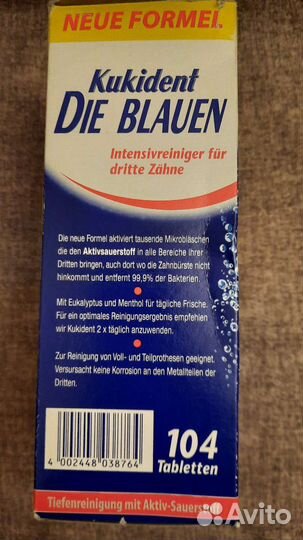 NEUE FORMEL
Kukident
DIE BLAUEN
Intensivreiniger für
dritte Zähne
Die neue Formel aktiviert tausende Mikrobläschen
die den Aktivsauerstoff in alle Bereiche Ihrer
Dritten bringen, auch dort wo die Zahnbürste nicht
hinkommt und entfernt 99,9% der Bakterien.
Mit Eukalyptus und Menthol für tägliche Frische.
Für ein optimales Reinigungsergebnis empfehlen
wir Kukident 2 x täglich anzuwenden.
Zur Reinigung von Voll- und Teilprothesen geeignet.
Versursacht keine Korrosion an den Metallteilen der
Dritten.
4 002448 038764
104
Tabletten
Tiefenreinigung mit Aktiv-Sauerstoff
Avito